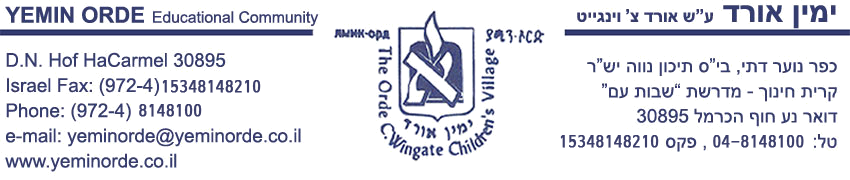 YEMIN ORDE Educational Community
D.N. Hof HaCarmel 30895
Israel Fax: (972-4)15348148210
Phone: (972-4) 8148100
e-mail: yeminorde@yeminorde.co.il
www.yeminorde.co.il
ЯМИН-ОРД
ያሚን-ኦርድ
The Orde C. Wingate Children's Village
ימין אורד
ימין אורד ע״ש אורד צ׳ וינגייט
כפר נוער דתי, בי״ס תיכון נווה יש״ר
קרית חינוך - מדרשת “שבות עם”
דואר נע חוף הכרמל 30895
טל: 04-8148100 , פקס 15348148210